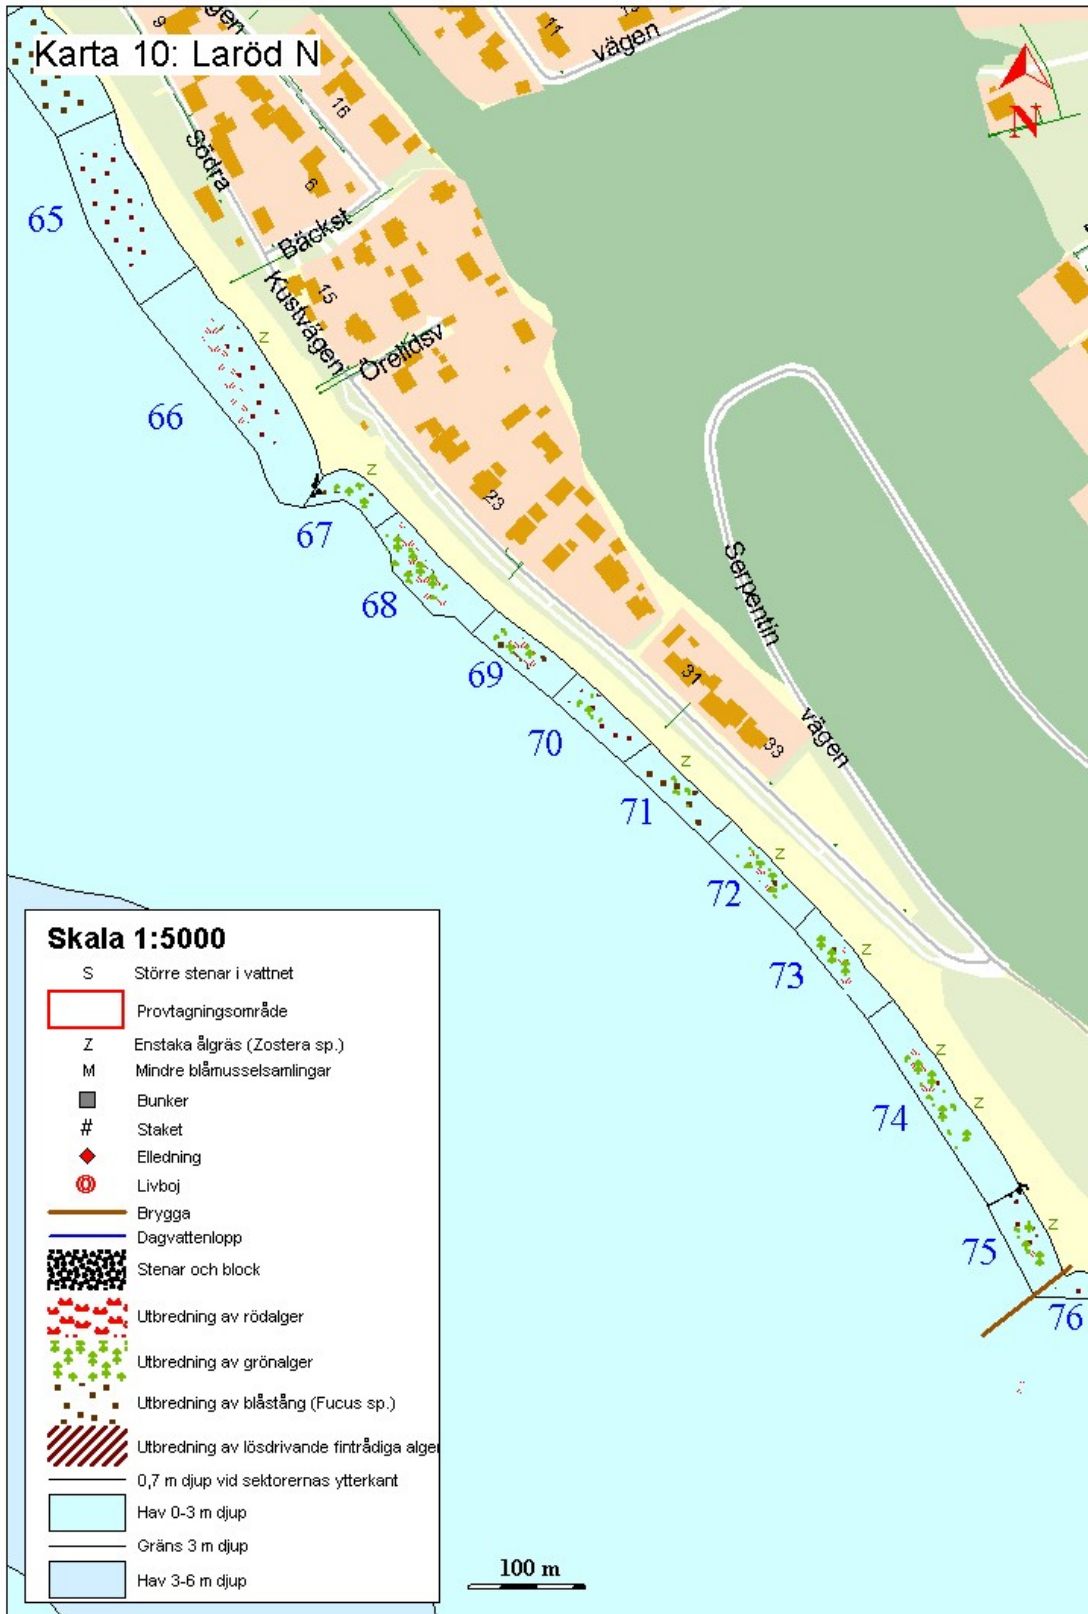 Karta 10: Laröd N
9
gen
16
6
11
vägen
N
Södra
Bäckst
15
Kustvägen
Örelidsv
23
31
33
Serpentin
vägen
65
66
z
67
z
68
69
70
71
z
72
z
73
z
74
z
z
75
z
76
z
Skala 1:5000
S Större stenar i vattnet
Provtagningsområde
Z Enstaka ålgräs (Zostera sp.)
M Mindre blåmusselsamlingar
Bunker
# Staket
Elledning
Livboj
Brygga
Dagvattenlopp
Stenar och block
Utbredning av rödalger
Utbredning av grönalger
Utbredning av blåstång (Fucus sp.)
Utbredning av lösdrivande fintrådiga alger
0,7 m djup vid sektorernas ytterkant
Hav 0-3 m djup
Gräns 3 m djup
Hav 3-6 m djup
100 m